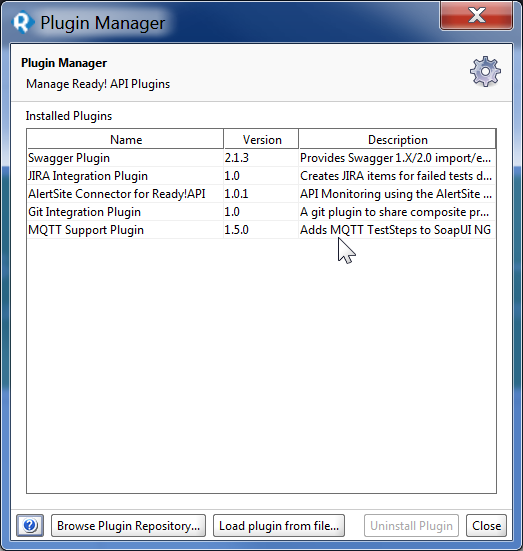 Plugin Manager
Plugin Manager
Manage Ready! API Plugins
Installed Plugins
Name Version Description
Swagger Plugin 2.1.3 Provides Swagger 1.X/2.0 import/e...
JIRA Integration Plugin 1.0 Creates JIRA items for failed tests d...
AlertSite Connector for Ready!API 1.0.1 API Monitoring using the AlertSite ...
Git Integration Plugin 1.0 A git plugin to share composite pr...
MQTT Support Plugin 1.5.0 Adds MQTT TestSteps to SoapUI NG
Browse Plugin Repository... Load plugin from file... Uninstall Plugin Close